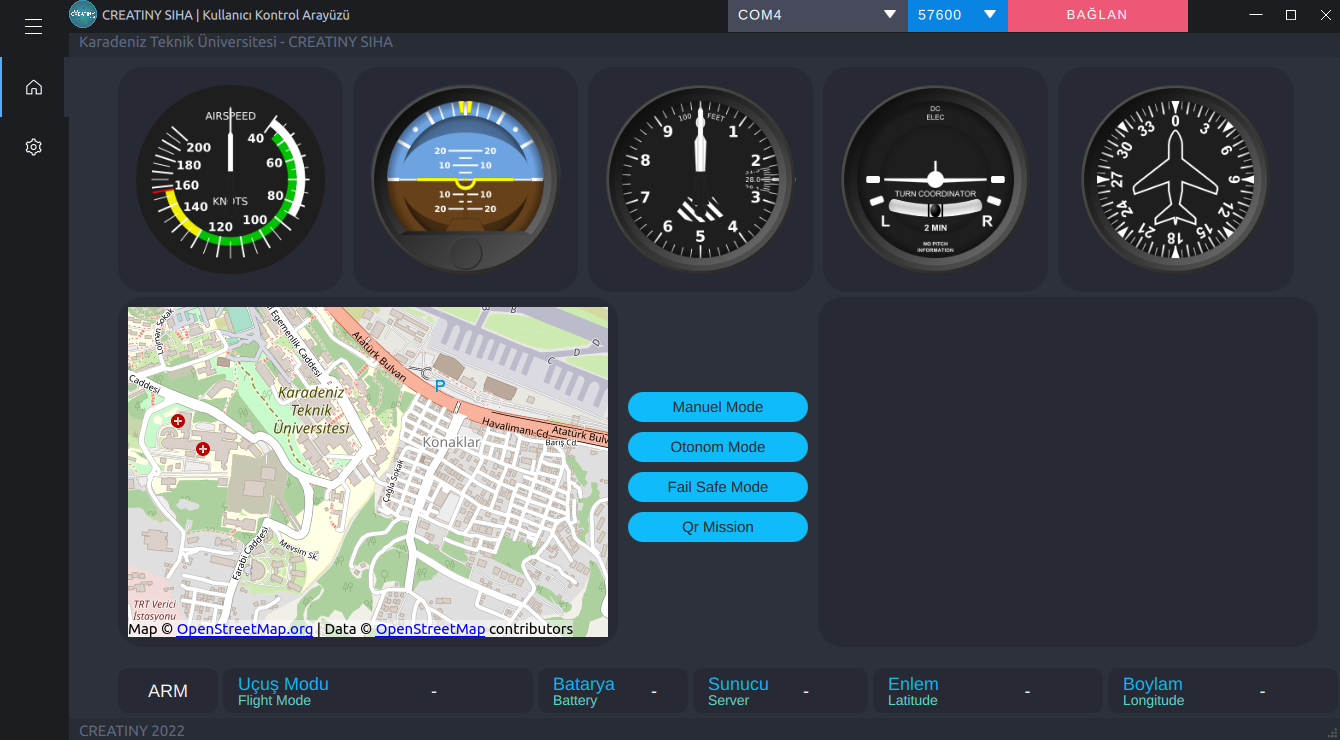 CREATINY SIHA | Kullanıcı Kontrol Arayüzü
COM4
57600
BAĞLAN
Karadeniz Teknik Üniversitesi - CREATINY SIHA
AIRSPEED
40
60
80
100
120
140
160
180
200
KNOTS
20 20
10 10
10 10
20 20
100 FEET
9 1
8 2
28.0
7 3
6 4
5
DC
ELEC
TURN COORDINATOR
L R
2 MIN
NO PITCH
INFORMATION
0
3
6
9
12
15
18
21
24
27
30
33
Egemenlik Caddesi
Atatürk Bulvarı
B
D
C
D
P
Caddesi
Karadeniz
Teknik
Üniversitesi
Konaklar
Havalimanı Cd.
Atatürk Bulv
Barış Cd.
Çağla Sokak
Farabi Caddesi
Mevsim Sk.
TRT Verici
İstasyonu
Map © OpenStreetMap.org | Data © OpenStreetMap contributors
Manuel Mode
Otonom Mode
Fail Safe Mode
Qr Mission
ARM
Uçuş Modu
Flight Mode
-
Batarya
Battery
-
Sunucu
Server
-
Enlem
Latitude
-
Boylam
Longitude
-
CREATINY 2022